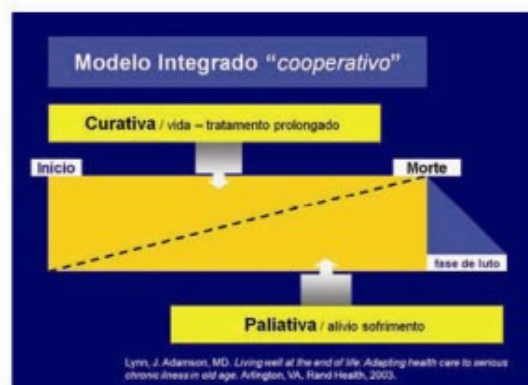 Modelo Integrado “cooperativo”
Curativa / vida – tratamento prolongado
Início
Morte
fase de luto
Paliativa / alívio sofrimento
Lynn, J. Adamson, MD. Living well at the end of life. Adapting health care to serious
chronic illness in old age. Arlington, VA, Rand Health, 2003.